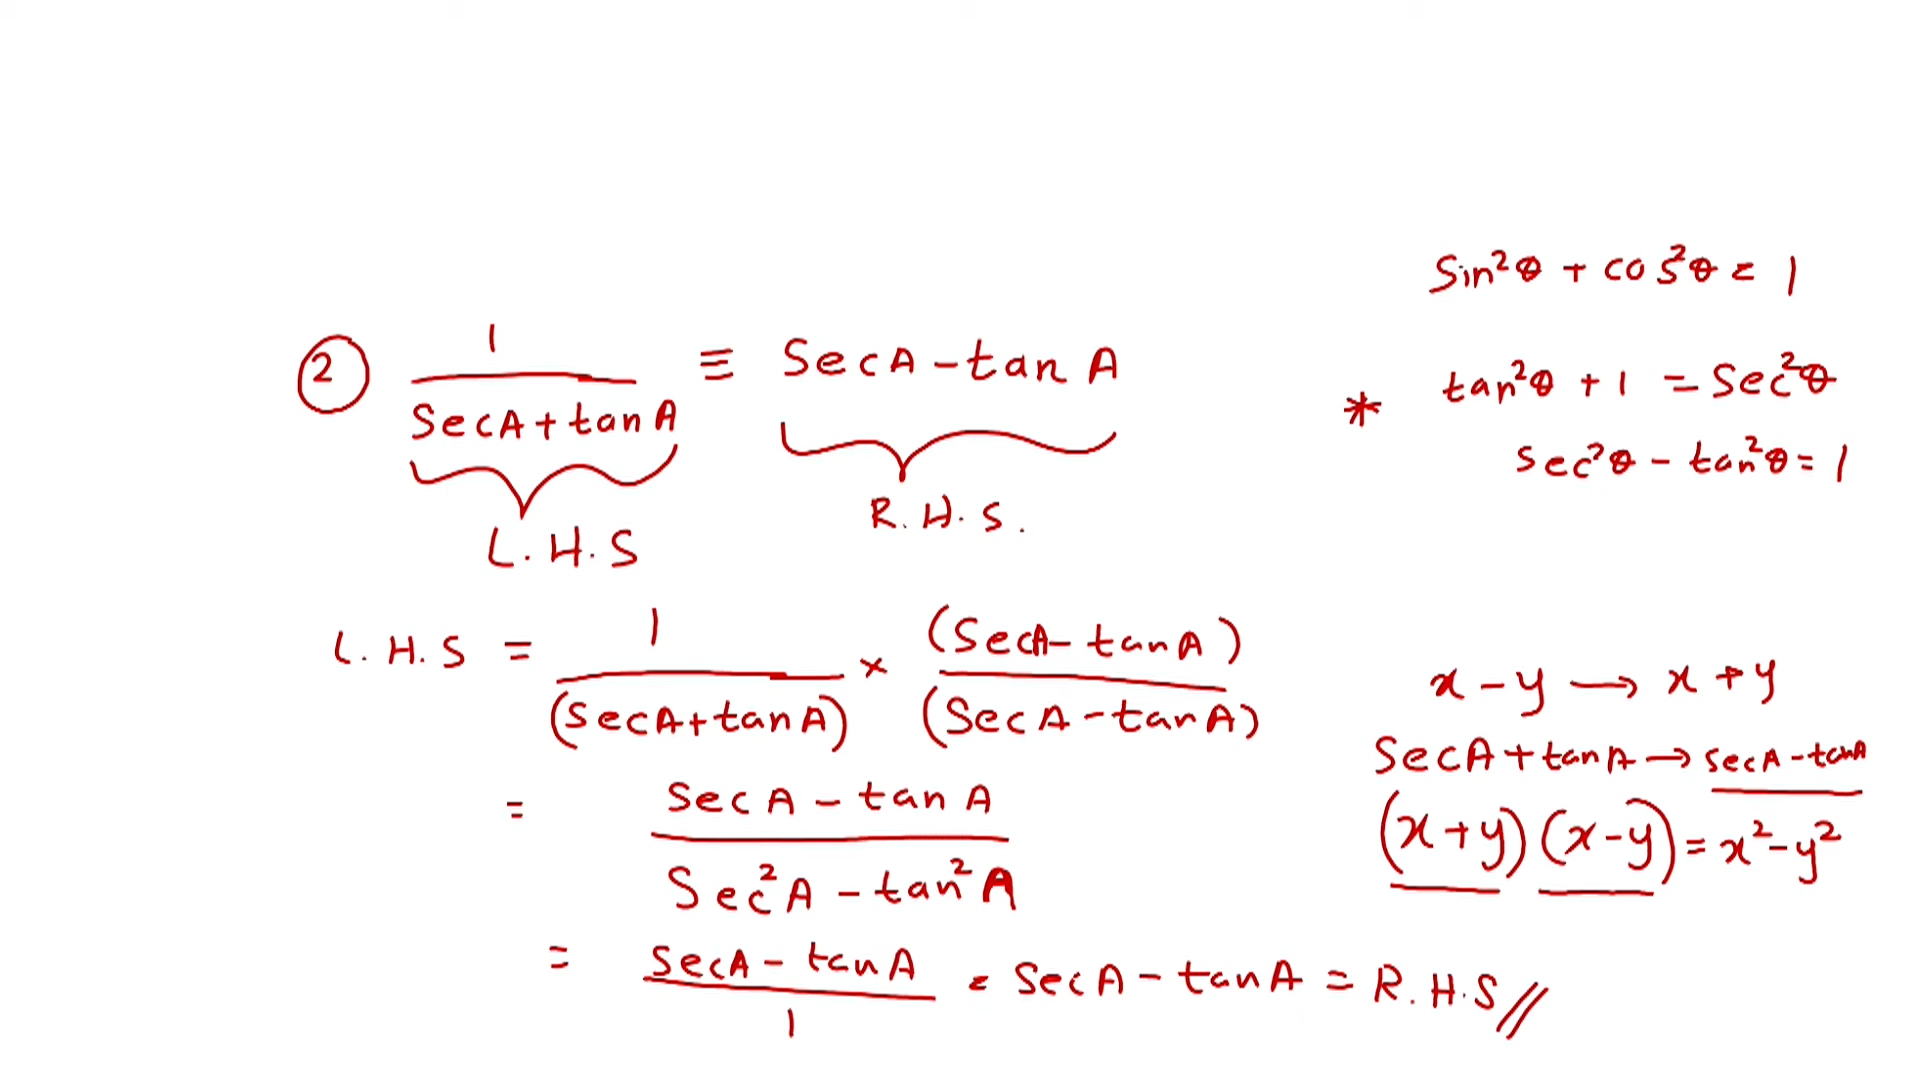 sin²θ + cos²θ = 1
② 1/(SecA + tanA) ≡ SecA - tan A
tan²θ + 1 = Sec²θ
*
sec²θ - tan²θ = 1
L.H.S
R.H.S.
L.H.S = 1/(SecA + tanA) × (SecA - tanA)/(SecA - tanA)
x - y → x + y
SecA + tanA → secA - tanA
= (SecA - tanA)/(Sec²A - tan²A)
(x+y)(x-y) = x² - y²
= (SecA - tanA)/1 = SecA - tanA = R.H.S//